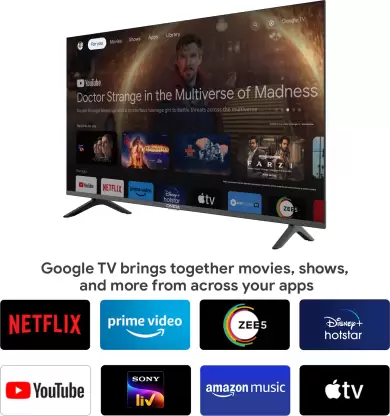 For you Movies Shows Apps Library
Google TV
YouTube
Doctor Strange in the Multiverse of Madness
FARZI
YouTube NETFLIX prime video Disney+ hotstar tv ZEE5
Google TV brings together movies, shows,
and more from across your apps
NETFLIX prime video ZEE5 Disney+ hotstar
YouTube SONY liv amazon music tv